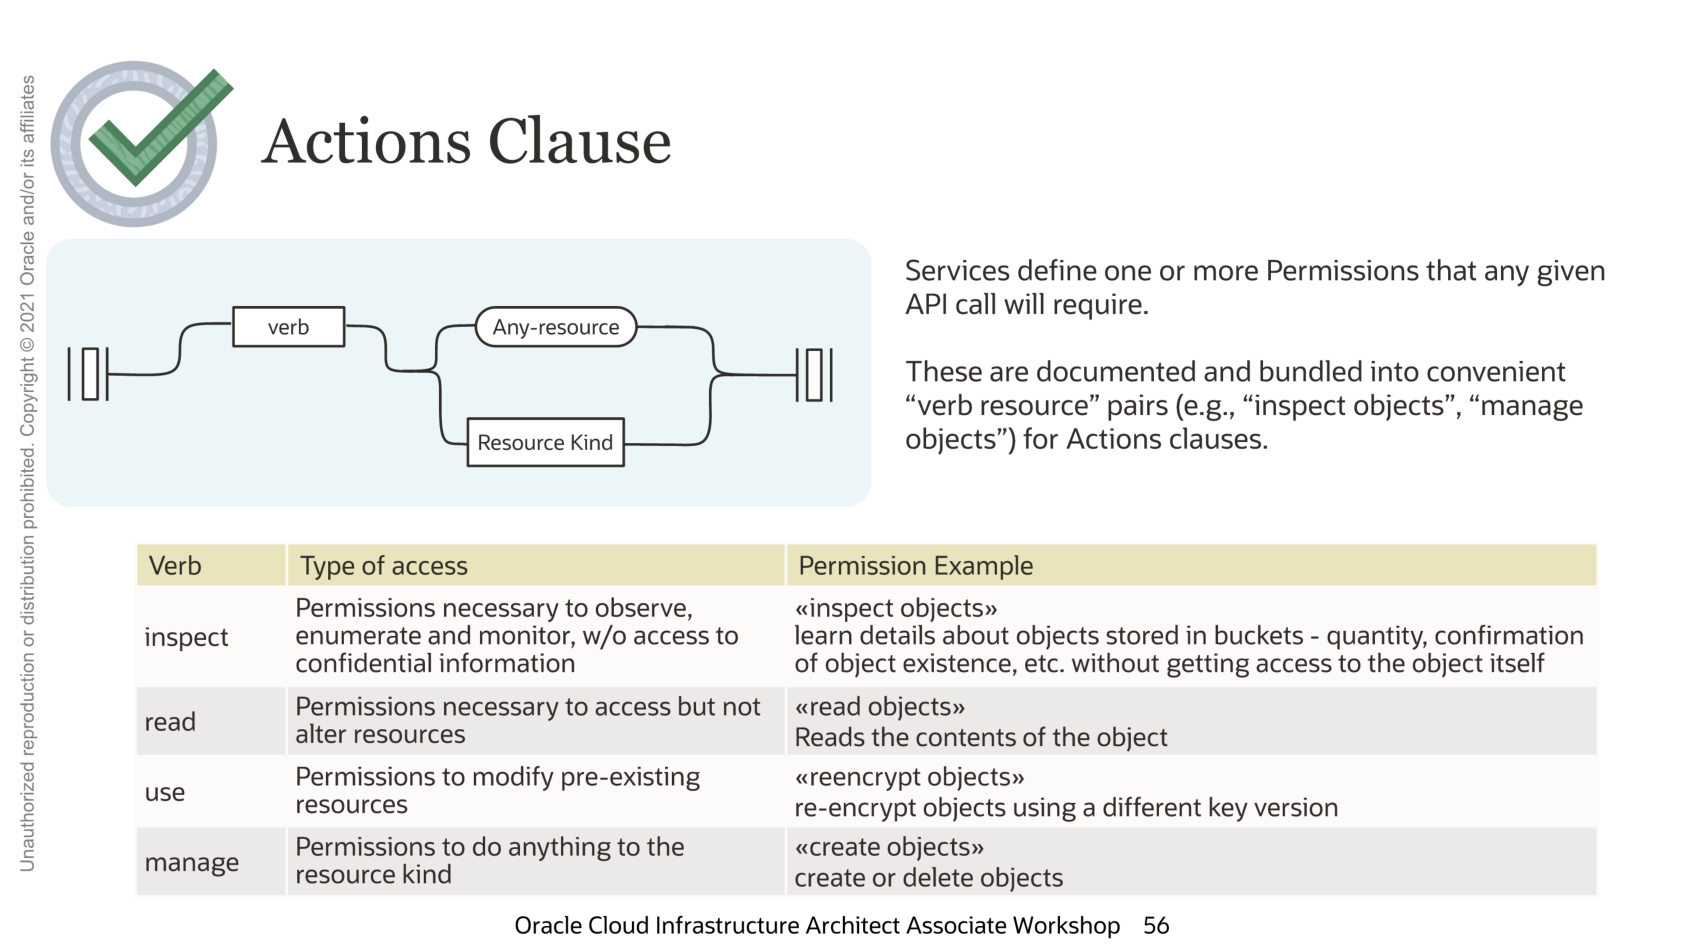 Unauthorized reproduction or distribution prohibited. Copyright © 2021 Oracle and/or its affiliates
Actions Clause
verb
Any-resource
Resource Kind
Services define one or more Permissions that any given
API call will require.
These are documented and bundled into convenient
“verb resource” pairs (e.g., “inspect objects”, “manage
objects”) for Actions clauses.
Verb
Type of access
Permission Example
inspect
Permissions necessary to observe,
enumerate and monitor, w/o access to
confidential information
«inspect objects»
learn details about objects stored in buckets - quantity, confirmation
of object existence, etc. without getting access to the object itself
read
Permissions necessary to access but not
alter resources
«read objects»
Reads the contents of the object
use
Permissions to modify pre-existing
resources
«reencrypt objects»
re-encrypt objects using a different key version
manage
Permissions to do anything to the
resource kind
«create objects»
create or delete objects
Oracle Cloud Infrastructure Architect Associate Workshop 56